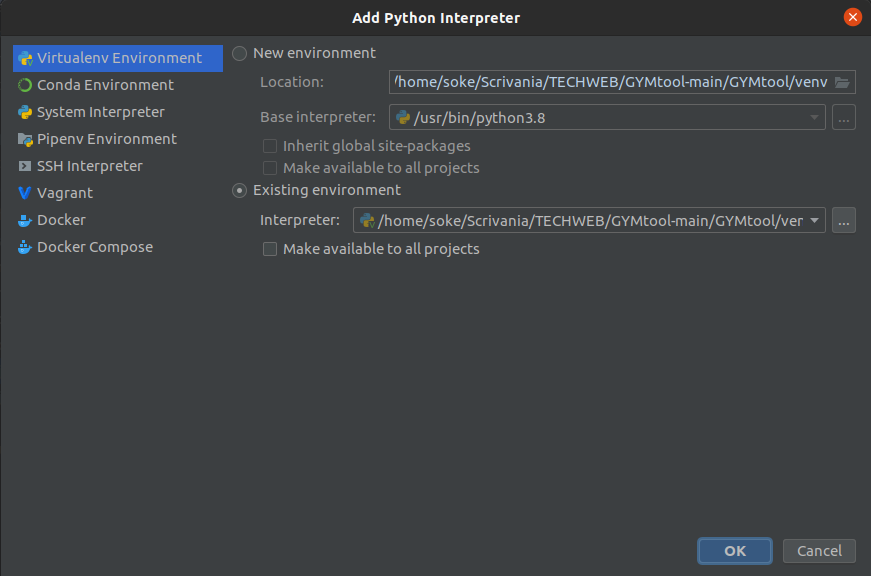 Add Python Interpreter
Virtualenv Environment
Conda Environment
System Interpreter
Pipenv Environment
SSH Interpreter
Vagrant
Docker
Docker Compose
New environment
Location: /home/soke/Scrivania/TECHWEB/GYMtool-main/GYMtool/venv
Base interpreter: /usr/bin/python3.8 ...
Inherit global site-packages
Make available to all projects
Existing environment
Interpreter: /home/soke/Scrivania/TECHWEB/GYMtool-main/GYMtool/ver ...
Make available to all projects
OK Cancel